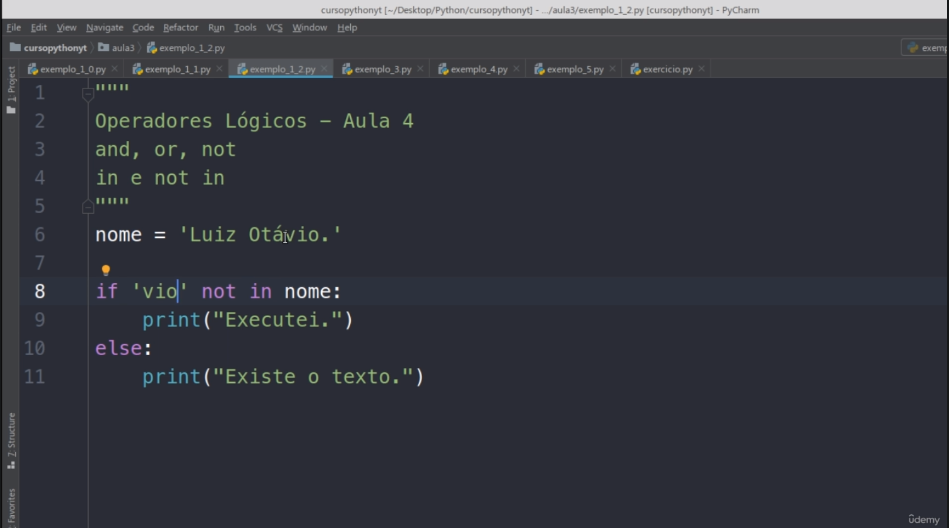 cursopythonyt [~/Desktop/Python/cursopythonyt] - .../aula3/exemplo_1_2.py [cursopythonyt] - PyCharm
File Edit View Navigate Code Refactor Run Tools VCS Window Help
cursopythonyt aula3 exemplo_1_2.py
exemplo_1_0.py exemplo_1_1.py exemplo_1_2.py exemplo_3.py exemplo_4.py exemplo_5.py exercicio.py
1: Project
1 """
2 Operadores Lógicos – Aula 4
3 and, or, not
4 in e not in
5 """
6 nome = 'Luiz Otávio.'
7
8 if 'vio' not in nome:
9 print("Executei.")
10 else:
11 print("Existe o texto.")
Z: Structure
Favorites
udemy